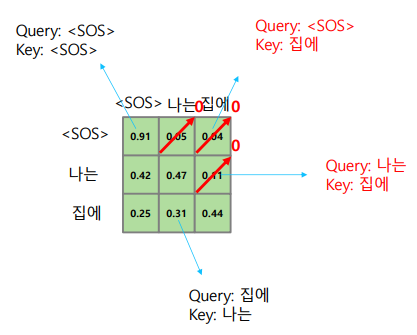 Query: <SOS>
Key: <SOS>
Query: <SOS>
Key: 집에
<SOS> 나는 집에
0 0
<SOS> 0.91 0.05 0.04
0
나는 0.42 0.47 0.11
집에 0.25 0.31 0.44
Query: 나는
Key: 집에
Query: 집에
Key: 나는